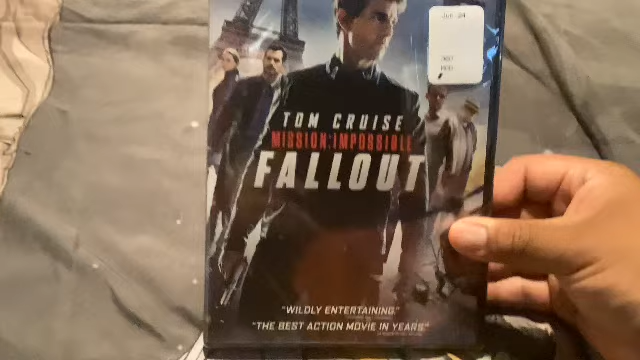 TOM CRUISE
MISSION:IMPOSSIBLE
FALLOUT
"WILDLY ENTERTAINING."
"THE BEST ACTION MOVIE IN YEARS"